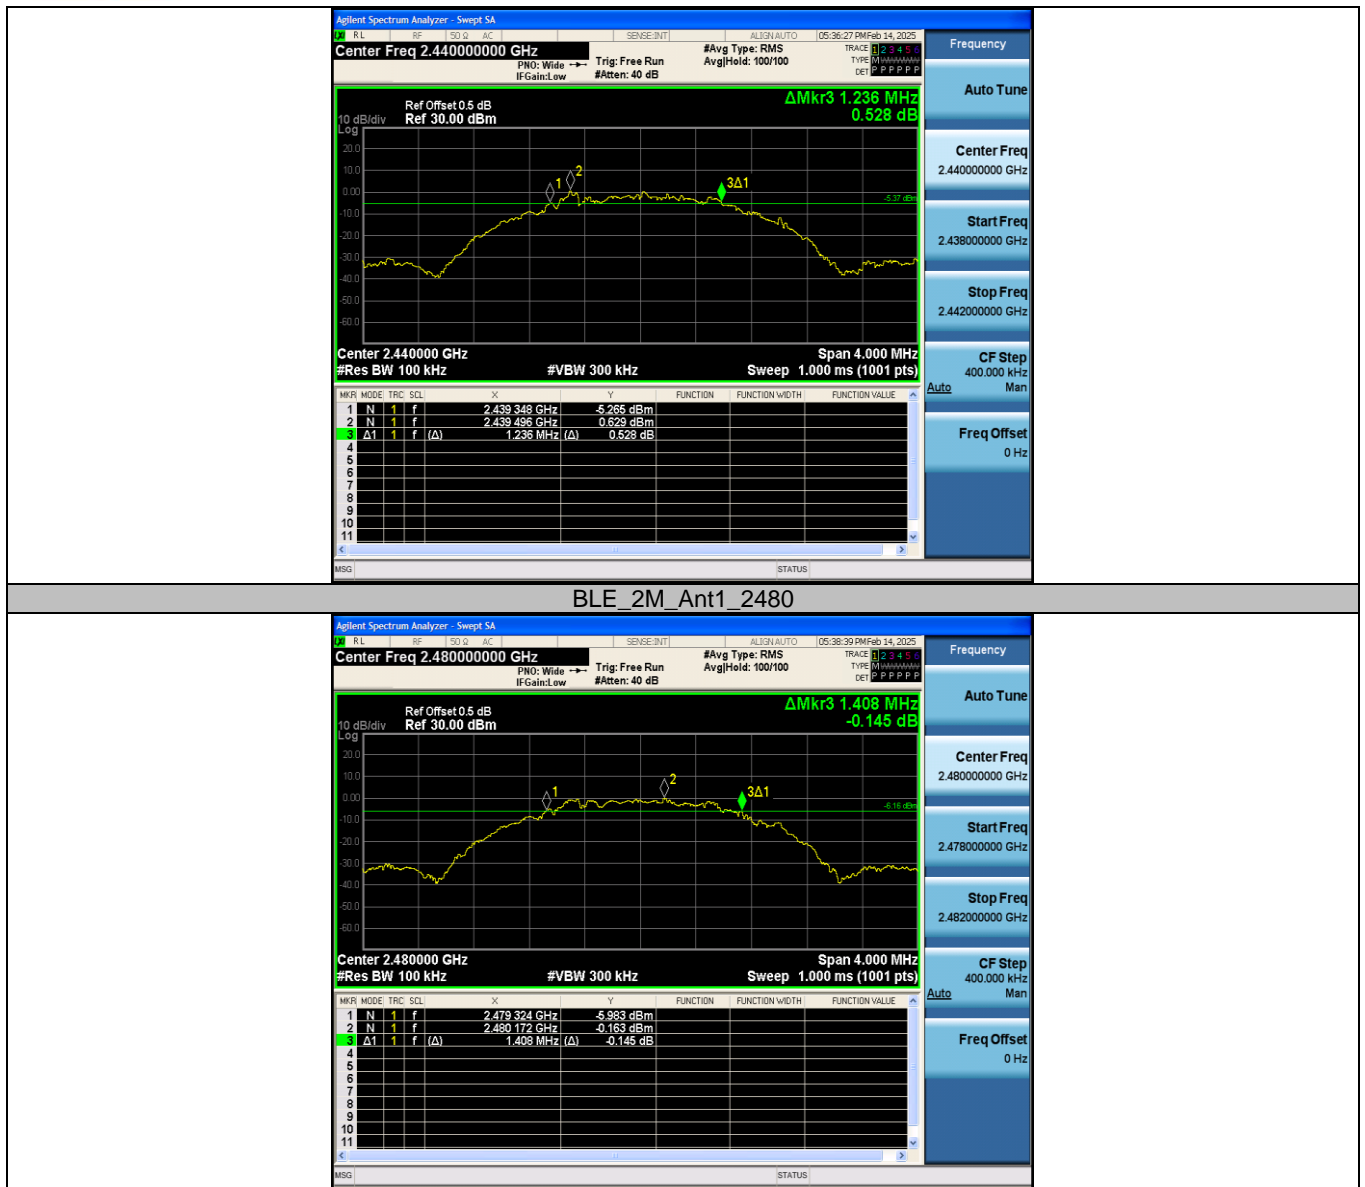 Agilent Spectrum Analyzer - Swept SA
RL RF 50 Ω AC SENSE:INT ALIGN AUTO 05:36:27 PM Feb 14, 2025
Center Freq 2.440000000 GHz
PNO: Wide
IFGain:Low
Trig: Free Run
#Atten: 40 dB
#Avg Type: RMS
Avg|Hold: 100/100
TRACE 1 2 3 4 5 6
TYPE M WWWWW
DET P P P P P P
ΔMkr3 1.236 MHz
0.528 dB
Ref Offset 0.5 dB
10 dB/div Ref 30.00 dBm
Log
20.0
10.0
0.00
-10.0
-20.0
-30.0
-40.0
-50.0
-60.0
1
2
3Δ1
-5.37 dBm
Center 2.440000 GHz Span 4.000 MHz
#Res BW 100 kHz #VBW 300 kHz Sweep 1.000 ms (1001 pts)
MKR MODE TRC SCL X Y FUNCTION FUNCTION WIDTH FUNCTION VALUE
1 N 1 f 2.439 348 GHz -5.265 dBm
2 N 1 f 2.439 496 GHz 0.629 dBm
3 Δ1 1 f (Δ) 1.236 MHz (Δ) 0.528 dB
4
5
6
7
8
9
10
11
MSG STATUS
Frequency
Auto Tune
Center Freq
2.440000000 GHz
Start Freq
2.438000000 GHz
Stop Freq
2.442000000 GHz
CF Step
400.000 kHz
Auto Man
Freq Offset
0 Hz
BLE_2M_Ant1_2480
Agilent Spectrum Analyzer - Swept SA
RL RF 50 Ω AC SENSE:INT ALIGN AUTO 05:38:39 PM Feb 14, 2025
Center Freq 2.480000000 GHz
PNO: Wide
IFGain:Low
Trig: Free Run
#Atten: 40 dB
#Avg Type: RMS
Avg|Hold: 100/100
TRACE 1 2 3 4 5 6
TYPE M WWWWW
DET P P P P P P
ΔMkr3 1.408 MHz
-0.145 dB
Ref Offset 0.5 dB
10 dB/div Ref 30.00 dBm
Log
20.0
10.0
0.00
-10.0
-20.0
-30.0
-40.0
-50.0
-60.0
1
2
3Δ1
-6.16 dBm
Center 2.480000 GHz Span 4.000 MHz
#Res BW 100 kHz #VBW 300 kHz Sweep 1.000 ms (1001 pts)
MKR MODE TRC SCL X Y FUNCTION FUNCTION WIDTH FUNCTION VALUE
1 N 1 f 2.479 324 GHz -5.983 dBm
2 N 1 f 2.480 172 GHz -0.163 dBm
3 Δ1 1 f (Δ) 1.408 MHz (Δ) -0.145 dB
4
5
6
7
8
9
10
11
MSG STATUS
Frequency
Auto Tune
Center Freq
2.480000000 GHz
Start Freq
2.478000000 GHz
Stop Freq
2.482000000 GHz
CF Step
400.000 kHz
Auto Man
Freq Offset
0 Hz